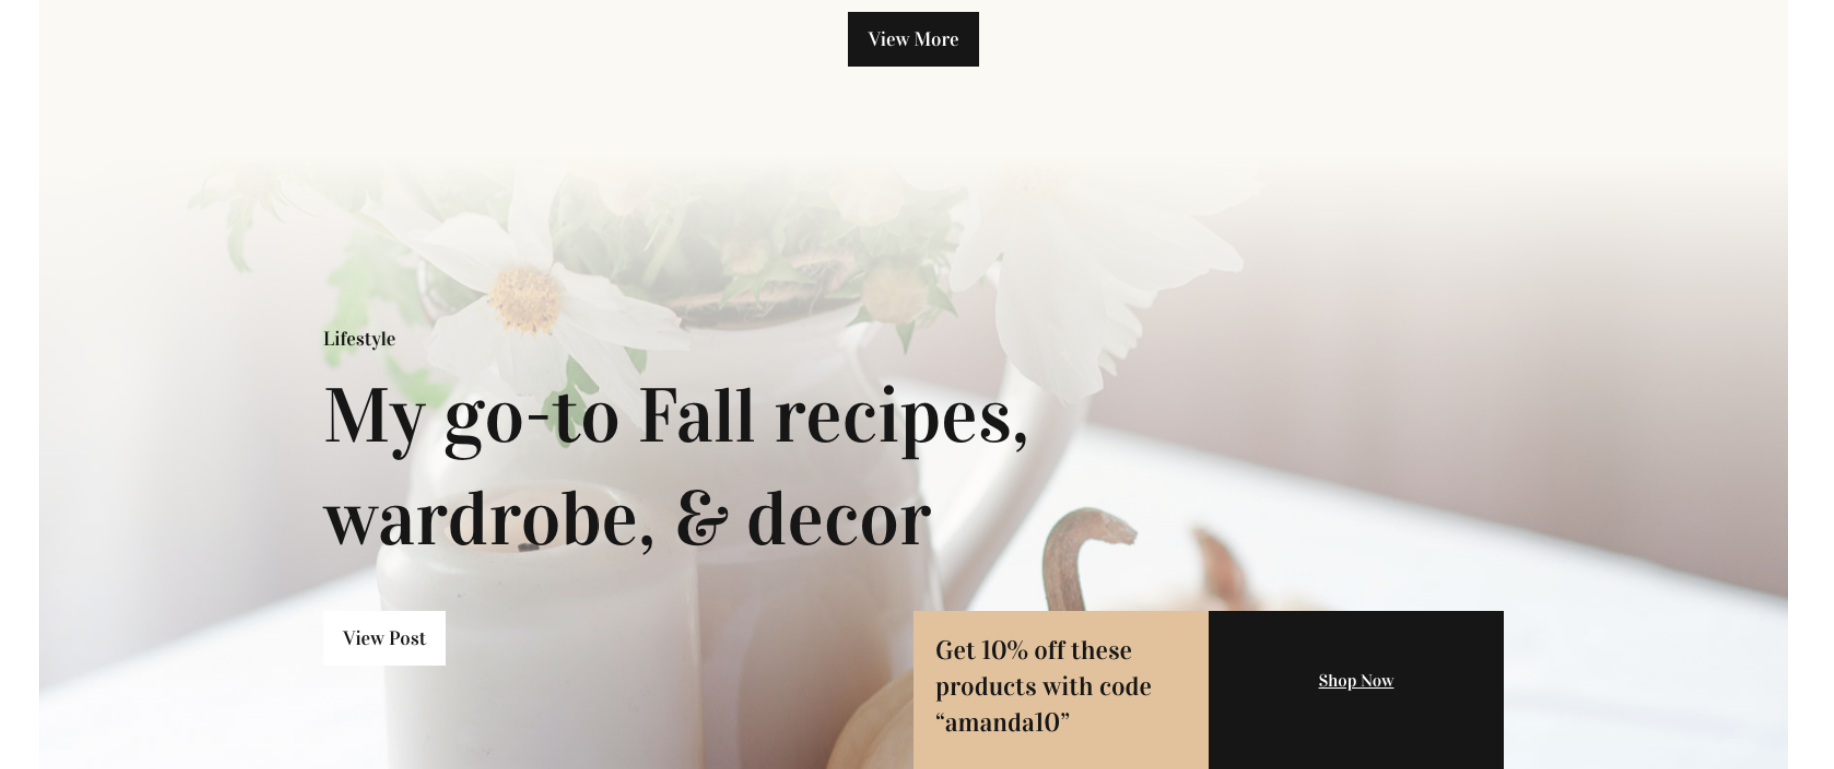 View More
Lifestyle
My go-to Fall recipes,
wardrobe, & decor
View Post
Get 10% off these
products with code
“amanda10”
Shop Now